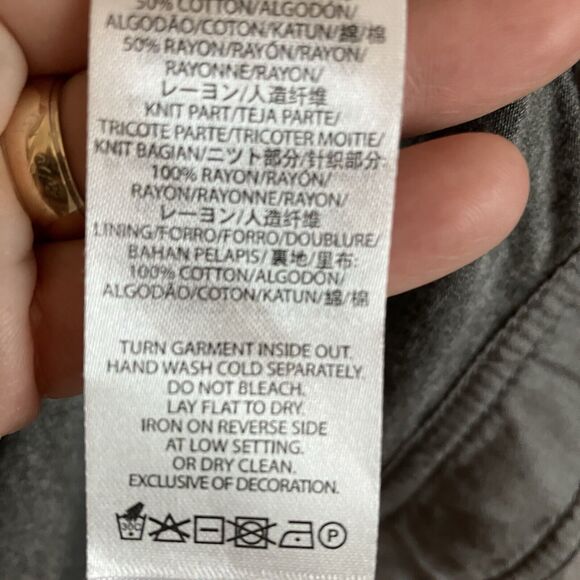 50% COTTON/ALGODÓN/
ALGODÃO/COTON/KATUN/綿/棉
50% RAYON/RAYÓN/RAYON/
RAYONNE/RAYON/
レーヨン/人造纤维
KNIT PART/TEJA PARTE/
TRICOTE PARTE/TRICOTER MOITIE/
KNIT BAGIAN/ニツト部分/针织部分:
100% RAYON/RAYÓN/
RAYON/RAYONNE/RAYON/
レーヨン/人造纤维
LINING/FORRO/FORRO/DOUBLURE/
BAHAN PELAPIS/裏地/里布:
100% COTTON/ALGODÓN/
ALGODÃO/COTON/KATUN/綿/棉
TURN GARMENT INSIDE OUT.
HAND WASH COLD SEPARATELY.
DO NOT BLEACH.
LAY FLAT TO DRY.
IRON ON REVERSE SIDE
AT LOW SETTING.
OR DRY CLEAN.
EXCLUSIVE OF DECORATION.
30C P